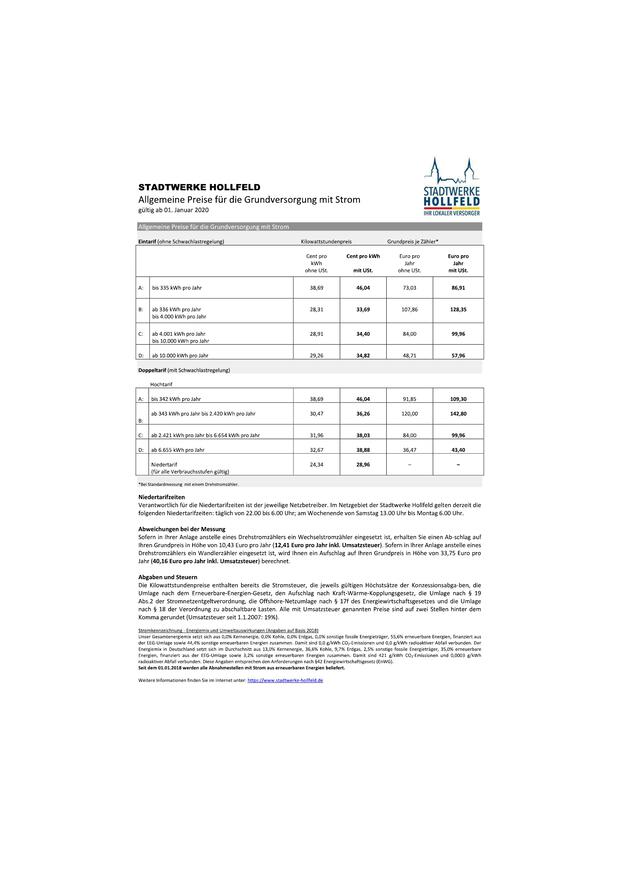 STADTWERKE HOLLFELD
Allgemeine Preise für die Grundversorgung mit Strom
gültig ab 01. Januar 2020
STADTWERKE
HOLLFELD
IHR LOKALER VERSORGER
Allgemeine Preise für die Grundversorgung mit Strom
Eintarif (ohne Schwachlastregelung) Kilowattstundenpreis Grundpreis je Zähler*
Cent pro kWh ohne USt. Cent pro kWh mit USt. Euro pro Jahr ohne USt. Euro pro Jahr mit USt.
A: bis 335 kWh pro Jahr 38,69 46,04 73,03 86,91
B: ab 336 kWh pro Jahr 28,31 33,69 107,86 128,35
bis 4.000 kWh pro Jahr
C: ab 4.001 kWh pro Jahr 28,91 34,40 84,00 99,96
bis 10.000 kWh pro Jahr
D: ab 10.000 kWh pro Jahr 29,26 34,82 48,71 57,96
Doppeltarif (mit Schwachlastregelung)
Hochtarif
A: bis 342 kWh pro Jahr 38,69 46,04 91,85 109,30
B: ab 343 kWh pro Jahr bis 2.420 kWh pro Jahr 30,47 36,26 120,00 142,80
C: ab 2.421 kWh pro Jahr bis 6.654 kWh pro Jahr 31,96 38,03 84,00 99,96
D: ab 6.655 kWh pro Jahr 32,67 38,88 36,47 43,40
Niedertarif 24,34 28,96 – –
(für alle Verbrauchsstufen gültig)
*Bei Standardmessung mit einem Drehstromzähler.
Niedertarifzeiten
Verantwortlich für die Niedertarifzeiten ist der jeweilige Netzbetreiber. Im Netzgebiet der Stadtwerke Hollfeld gelten derzeit die
folgenden Niedertarifzeiten: täglich von 22.00 bis 6.00 Uhr; am Wochenende von Samstag 13.00 Uhr bis Montag 6.00 Uhr.
Abweichungen bei der Messung
Sofern in Ihrer Anlage anstelle eines Drehstromzählers ein Wechselstromzähler eingesetzt ist, erhalten Sie einen Ab-schlag auf
Ihren Grundpreis in Höhe von 10,43 Euro pro Jahr (12,41 Euro pro Jahr inkl. Umsatzsteuer). Sofern in Ihrer Anlage anstelle eines
Drehstromzählers ein Wandlerzähler eingesetzt ist, wird Ihnen ein Aufschlag auf Ihren Grundpreis in Höhe von 33,75 Euro pro
Jahr (40,16 Euro pro Jahr inkl. Umsatzsteuer) berechnet.
Abgaben und Steuern
Die Kilowattstundenpreise enthalten bereits die Stromsteuer, die jeweils gültigen Höchstsätze der Konzessionsabga-ben, die
Umlage nach dem Erneuerbare-Energien-Gesetz, den Aufschlag nach Kraft-Wärme-Kopplungsgesetz, die Umlage nach § 19
Abs.2 der Stromnetzentgeltverordnung, die Offshore-Netzumlage nach § 17f des Energiewirtschaftsgesetzes und die Umlage
nach § 18 der Verordnung zu abschaltbare Lasten. Alle mit Umsatzsteuer genannten Preise sind auf zwei Stellen hinter dem
Komma gerundet (Umsatzsteuer seit 1.1.2007: 19%).
Stromkennzeichnung - Energiemix und Umweltauswirkungen (Angaben auf Basis 2018)
Unser Gesamtenergiemix setzt sich aus 0,0% Kernenergie, 0,0% Kohle, 0,0% Erdgas, 0,0% sonstige fossile Energieträger, 55,6% erneuerbare Energien, finanziert aus
der EEG-Umlage sowie 44,4% sonstige erneuerbaren Energien zusammen. Damit sind 0,0 g/kWh CO₂-Emissionen und 0,0 g/kWh radioaktiver Abfall verbunden. Der
Energiemix in Deutschland setzt sich im Durchschnitt aus 13,0% Kernenergie, 36,6% Kohle, 9,7% Erdgas, 2,5% sonstige fossile Energieträger, 35,0% erneuerbare
Energien, finanziert aus der EEG-Umlage sowie 3,2% sonstige erneuerbaren Energien zusammen. Damit sind 421 g/kWh CO₂-Emissionen und 0,0003 g/kWh
radioaktiver Abfall verbunden. Diese Angaben entsprechen den Anforderungen nach §42 Energiewirtschaftsgesetz (EnWG).
Seit dem 01.01.2018 werden alle Abnahmestellen mit Strom aus erneuerbaren Energien beliefert.
Weitere Informationen finden Sie im Internet unter: https://www.stadtwerke-hollfeld.de